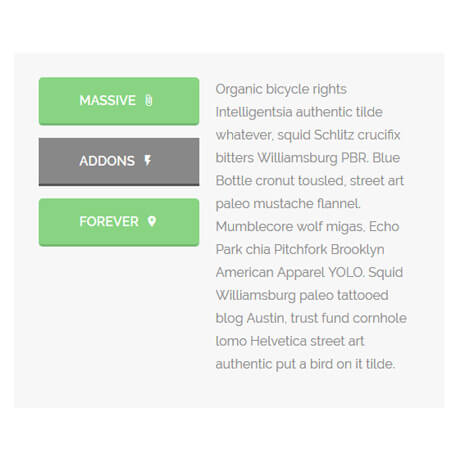 MASSIVE
ADDONS
FOREVER
Organic bicycle rights
Intelligentsia authentic tilde
whatever, squid Schlitz crucifix
bitters Williamsburg PBR. Blue
Bottle cronut tousled, street art
paleo mustache flannel.
Mumblecore wolf migas, Echo
Park chia Pitchfork Brooklyn
American Apparel YOLO. Squid
Williamsburg paleo tattooed
blog Austin, trust fund cornhole
lomo Helvetica street art
authentic put a bird on it tilde.